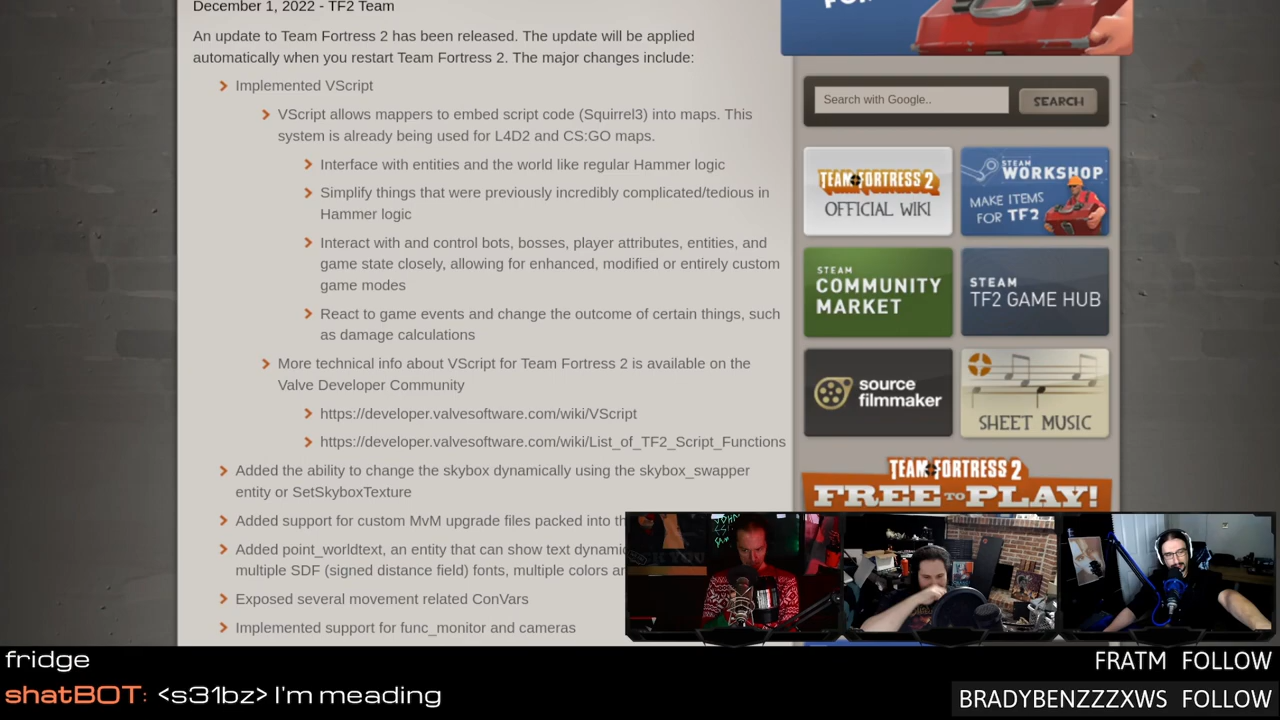 December 1, 2022 - TF2 Team
An update to Team Fortress 2 has been released. The update will be applied
automatically when you restart Team Fortress 2. The major changes include:
Implemented VScript
VScript allows mappers to embed script code (Squirrel3) into maps. This
system is already being used for L4D2 and CS:GO maps.
Interface with entities and the world like regular Hammer logic
Simplify things that were previously incredibly complicated/tedious in
Hammer logic
Interact with and control bots, bosses, player attributes, entities, and
game state closely, allowing for enhanced, modified or entirely custom
game modes
React to game events and change the outcome of certain things, such
as damage calculations
More technical info about VScript for Team Fortress 2 is available on the
Valve Developer Community
https://developer.valvesoftware.com/wiki/VScript
https://developer.valvesoftware.com/wiki/List_of_TF2_Script_Functions
Added the ability to change the skybox dynamically using the skybox_swapper
entity or SetSkyboxTexture
Added support for custom MvM upgrade files packed into th
Added point_worldtext, an entity that can show text dynamic
multiple SDF (signed distance field) fonts, multiple colors an
Exposed several movement related ConVars
Implemented support for func_monitor and cameras
Search with Google..
SEARCH
TEAM FORTRESS 2
OFFICIAL WIKI
STEAM
WORKSHOP
MAKE ITEMS
FOR TF2
STEAM
COMMUNITY
MARKET
STEAM
TF2 GAME HUB
source
filmmaker
SHEET MUSIC
TEAM FORTRESS 2
FREE TO PLAY!
fridge
shatBOT: <s31bz> I'm meading
FRATM FOLLOW
BRADYBENZZZXWS FOLLOW